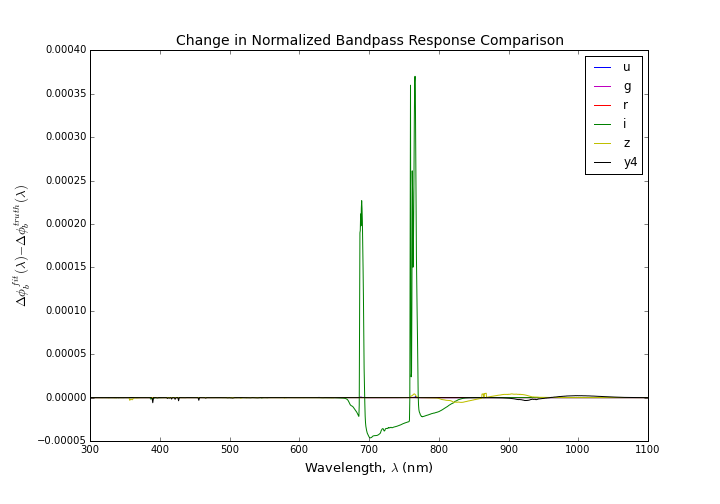 Change in Normalized Bandpass Response Comparison
0.00040
0.00035
0.00030
0.00025
0.00020
0.00015
0.00010
0.00005
0.00000
−0.00005
300 400 500 600 700 800 900 1000 1100
Wavelength, λ (nm)
Δϕ_b^{fit}(λ)−Δϕ_b^{truth}(λ)
u
g
r
i
z
y4